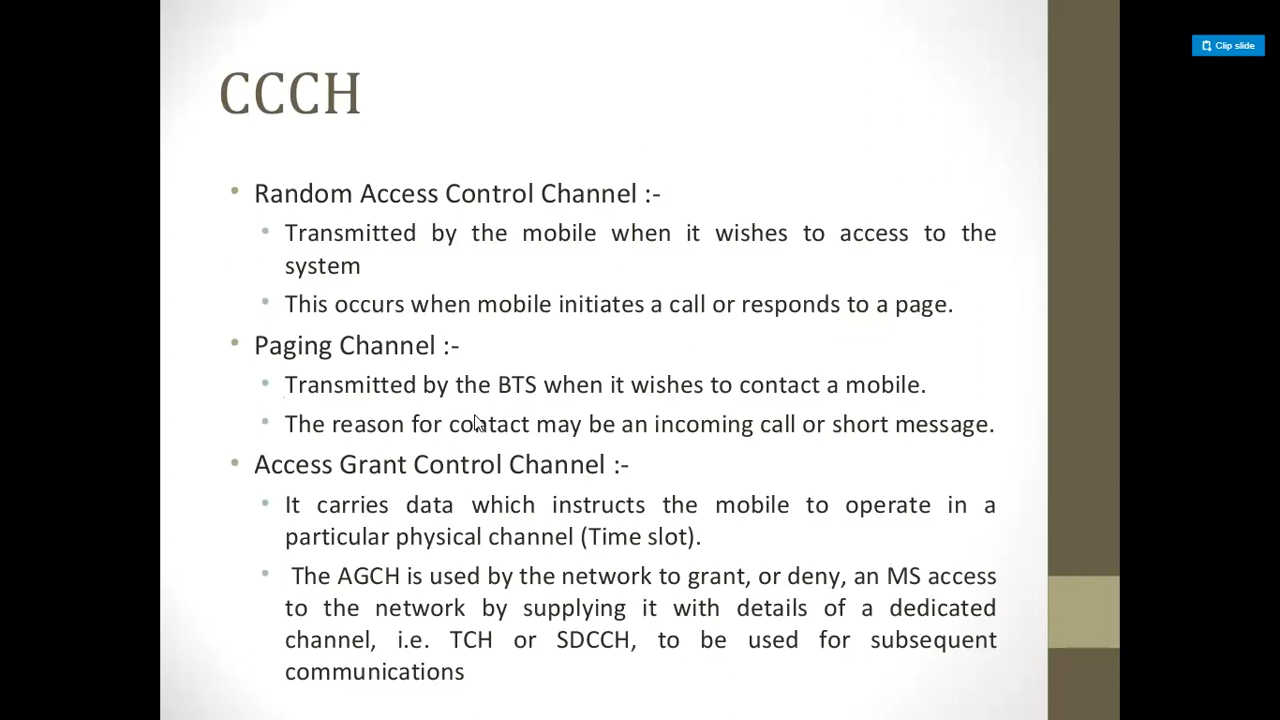 Clip slide
CCCH
• Random Access Control Channel :-
• Transmitted by the mobile when it wishes to access to the
system
• This occurs when mobile initiates a call or responds to a page.
• Paging Channel :-
• Transmitted by the BTS when it wishes to contact a mobile.
• The reason for contact may be an incoming call or short message.
• Access Grant Control Channel :-
• It carries data which instructs the mobile to operate in a
particular physical channel (Time slot).
• The AGCH is used by the network to grant, or deny, an MS access
to the network by supplying it with details of a dedicated
channel, i.e. TCH or SDCCH, to be used for subsequent
communications